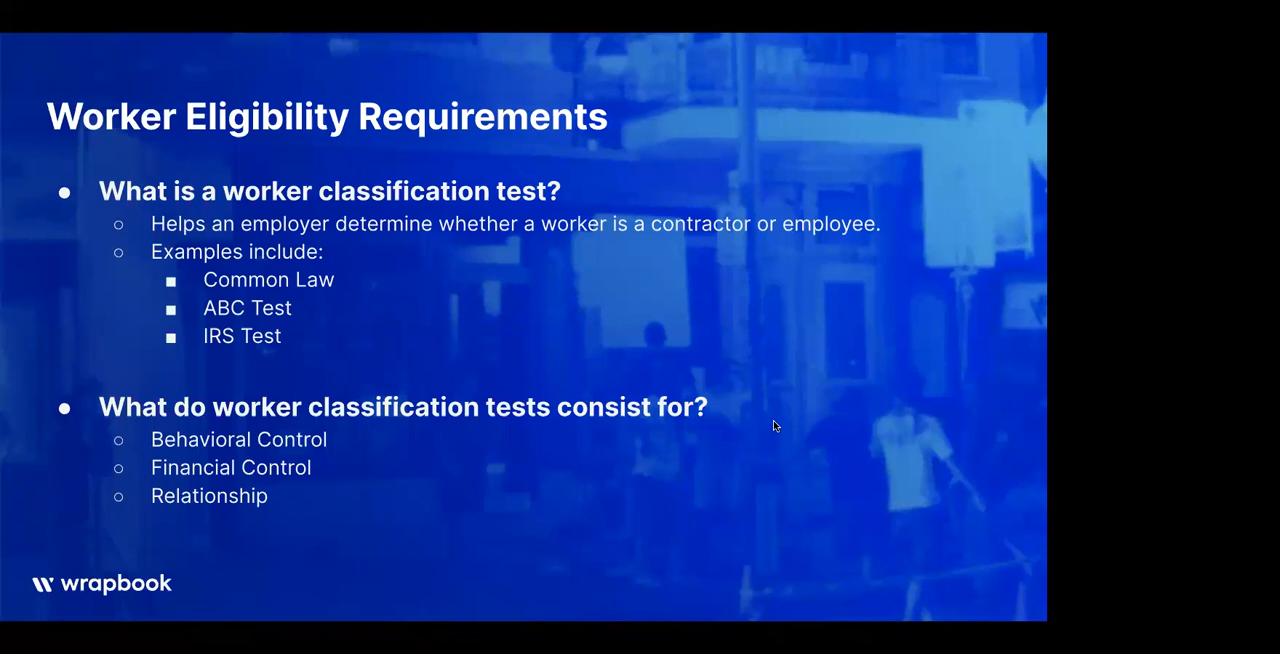 Worker Eligibility Requirements
● What is a worker classification test?
○ Helps an employer determine whether a worker is a contractor or employee.
○ Examples include:
■ Common Law
■ ABC Test
■ IRS Test
● What do worker classification tests consist for?
○ Behavioral Control
○ Financial Control
○ Relationship
wrapbook